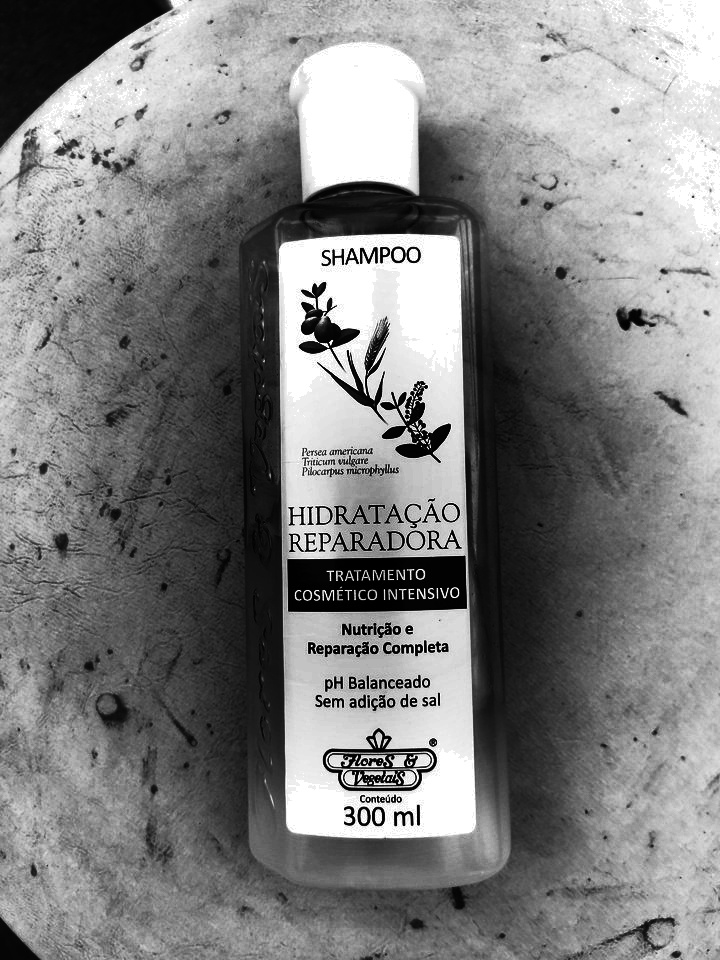 SHAMPOO
Persea americana
Triticum vulgare
Pilocarpus microphyllus
HIDRATAÇÃO
REPARADORA
TRATAMENTO
COSMÉTICO INTENSIVO
Nutrição e
Reparação Completa
pH Balanceado
Sem adição de sal
Flores &
Vegetais
®
Conteúdo
300 ml